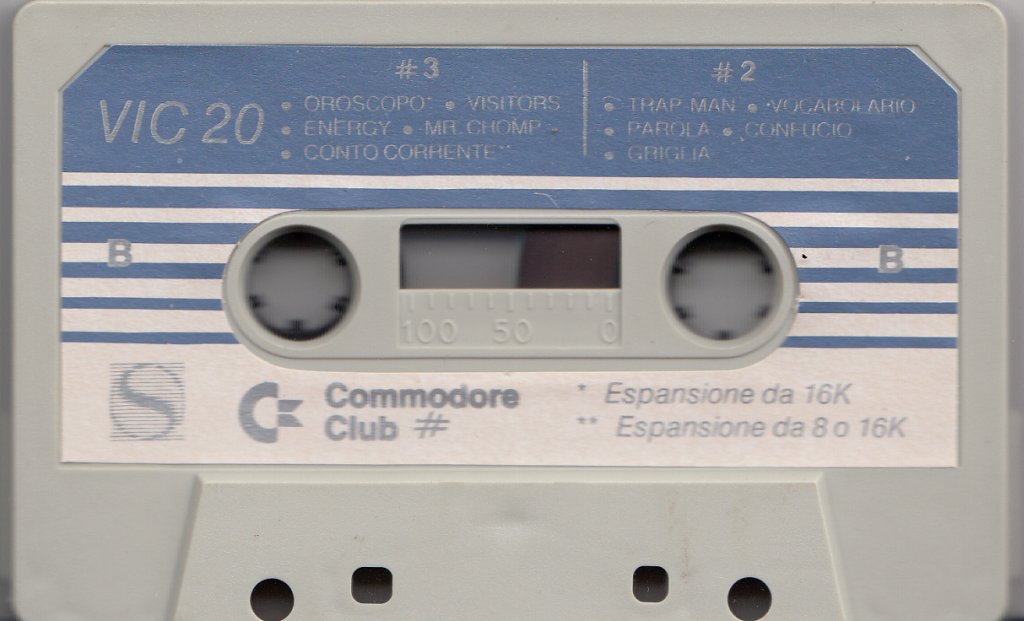 #3
#2
VIC 20
• OROSCOPO* • VISITORS
• ENERGY • MR. CHOMP
• CONTO CORRENTE**
• TRAP-MAN • VOCABOLARIO
• PAROLA • CONFUCIO
• GRIGLIA
B
B
100 50 0
S
Commodore
Club #
* Espansione da 16K
** Espansione da 8 o 16K